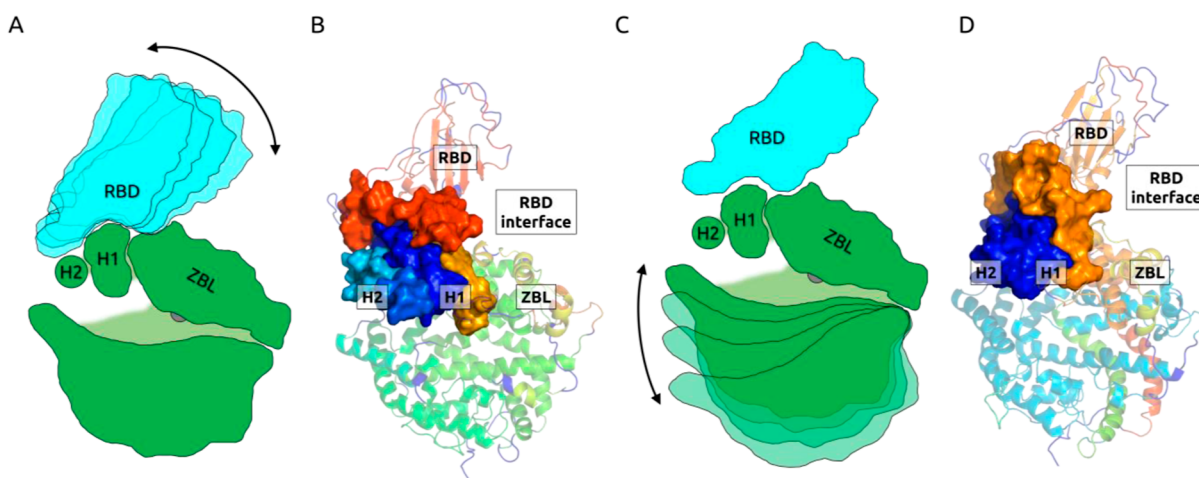 A
RBD
H2
H1
ZBL
B
RBD
RBD
interface
H2
H1
ZBL
C
RBD
H2
H1
ZBL
D
RBD
RBD
interface
H2
H1
ZBL